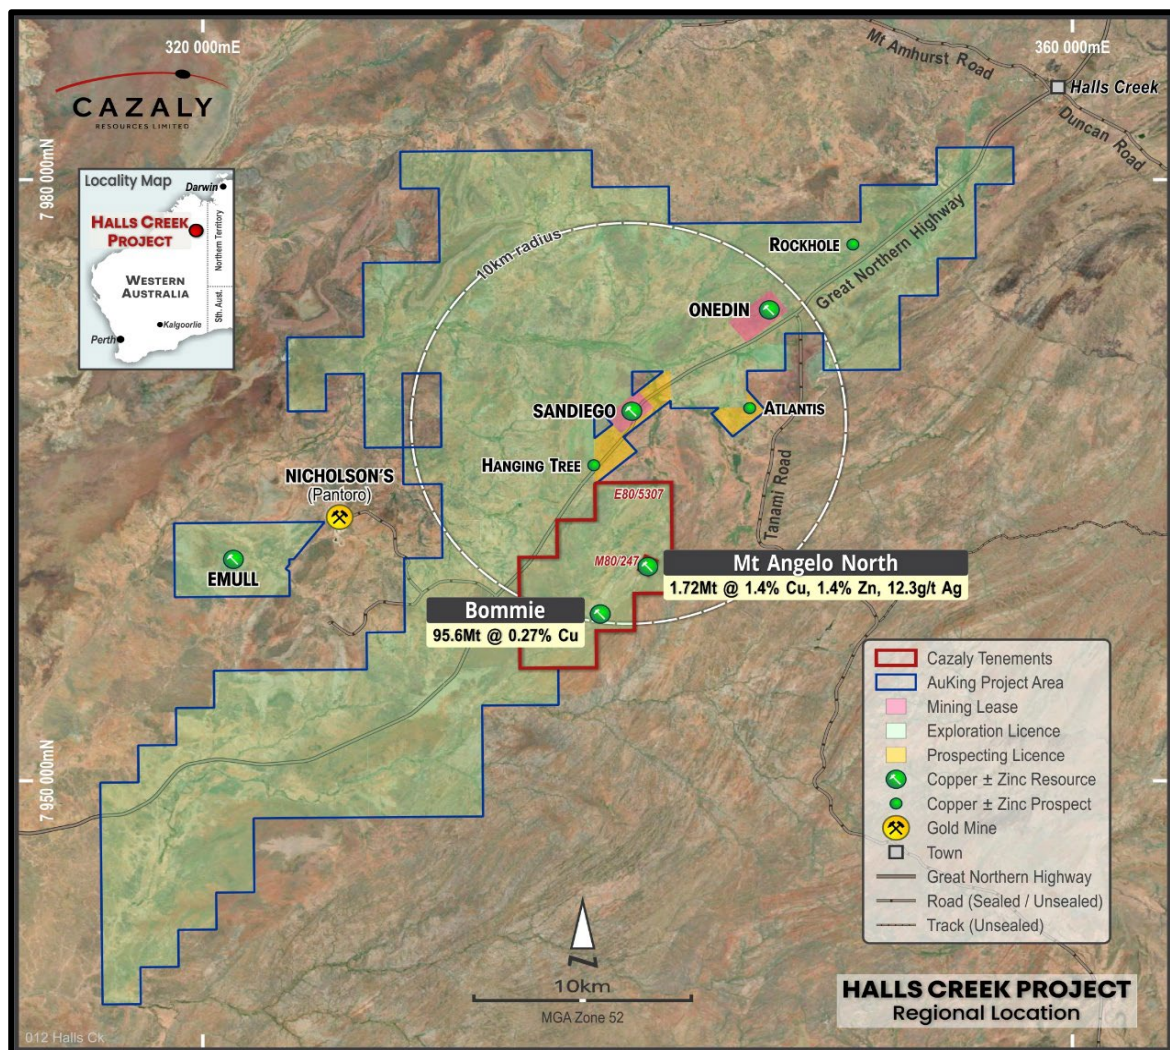 320 000mE
360 000mE
Mt Amhurst Road
Halls Creek
Duncan Road
CAZALY
RESOURCES LIMITED
7 980 000mN
Locality Map
Darwin
HALLS CREEK
PROJECT
Northern Territory
WESTERN
AUSTRALIA
Sth. Aust.
Kalgoorlie
Perth
10km-radius
ROCKHOLE
Great Northern Highway
ONEDIN
SANDIEGO
ATLANTIS
HANGING TREE
Tanami Road
NICHOLSON'S
(Pantoro)
E80/5307
EMULL
M80/247
Mt Angelo North
1.72Mt @ 1.4% Cu, 1.4% Zn, 12.3g/t Ag
Bommie
95.6Mt @ 0.27% Cu
Cazaly Tenements
AuKing Project Area
Mining Lease
Exploration Licence
Prospecting Licence
Copper ± Zinc Resource
Copper ± Zinc Prospect
Gold Mine
Town
Great Northern Highway
Road (Sealed / Unsealed)
Track (Unsealed)
7 950 000mN
N
10km
MGA Zone 52
HALLS CREEK PROJECT
Regional Location
012 Halls Ck